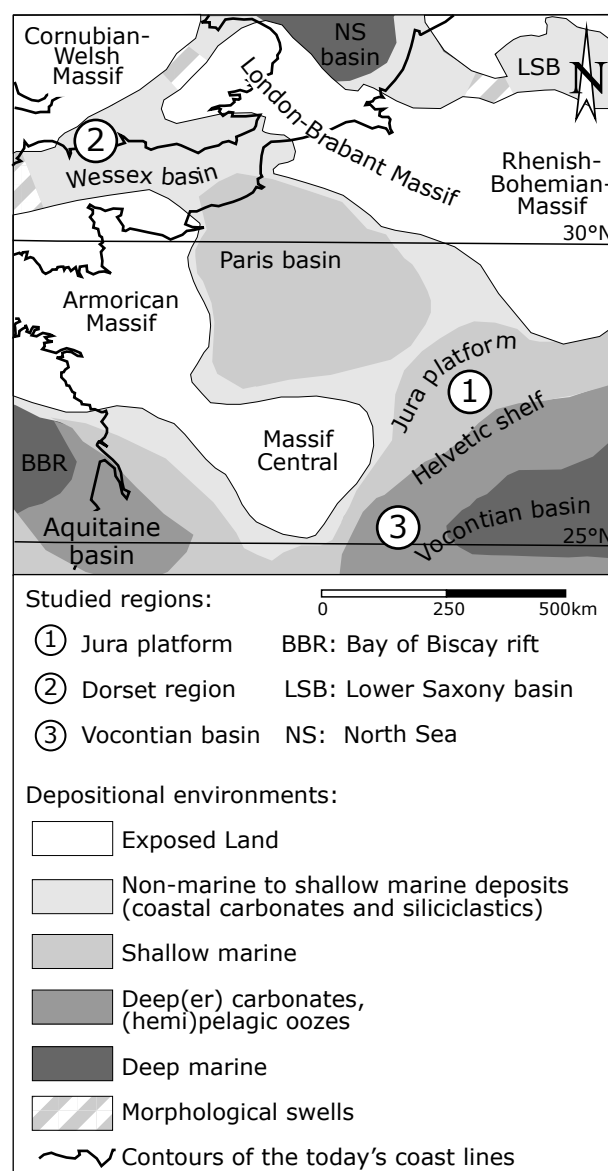 Cornubian-
Welsh
Massif
NS
basin
LSB
N
London-Brabant Massif
2
Wessex basin
Rhenish-
Bohemian-
Massif
30°N
Paris basin
Armorican
Massif
Jura platform
1
Helvetic shelf
Massif
Central
BBR
3
Vocontian basin
Aquitaine
basin
25°N
Studied regions:
0 250 500km
1 Jura platform BBR: Bay of Biscay rift
2 Dorset region LSB: Lower Saxony basin
3 Vocontian basin NS: North Sea
Depositional environments:
Exposed Land
Non-marine to shallow marine deposits
(coastal carbonates and siliciclastics)
Shallow marine
Deep(er) carbonates,
(hemi)pelagic oozes
Deep marine
Morphological swells
Contours of the today's coast lines